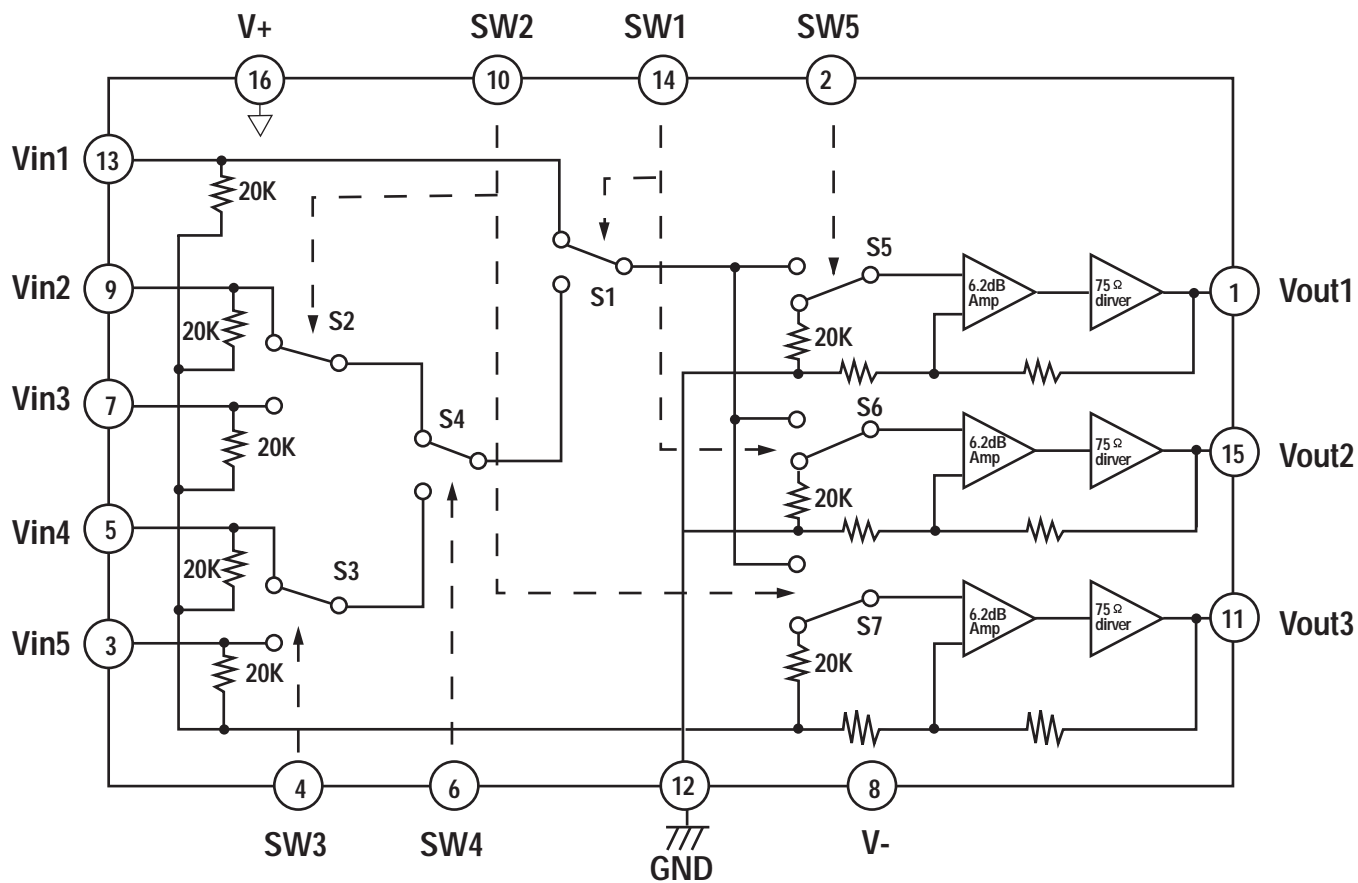 V+
SW2
SW1
SW5
16
10
14
2
Vin1
13
20K
Vin2
9
20K
S2
S1
S5
6.2dB
Amp
75 Ω
dirver
1
Vout1
20K
Vin3
7
20K
S4
S6
6.2dB
Amp
75 Ω
dirver
15
Vout2
20K
Vin4
5
20K
S3
Vin5
3
20K
S7
6.2dB
Amp
75 Ω
dirver
11
Vout3
20K
4
6
12
8
SW3
SW4
GND
V-